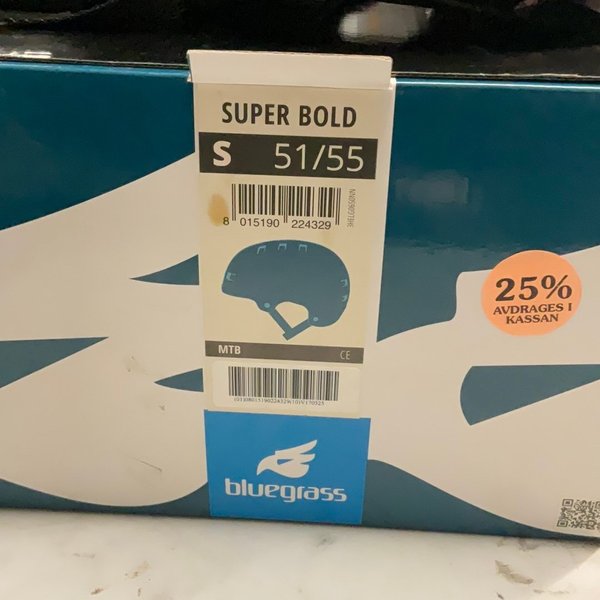 SUPER BOLD
S 51/55
8 015190 224329
MTB CE
bluegrass
25%
AVDRAGES I
KASSAN